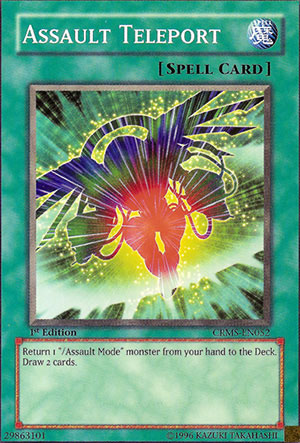 ASSAULT TELEPORT
[SPELL CARD]
1st Edition
CRMS-EN052
Return 1 "/Assault Mode" monster from your hand to the Deck.
Draw 2 cards.
29863101
©1996 KAZUKI TAKAHASHI